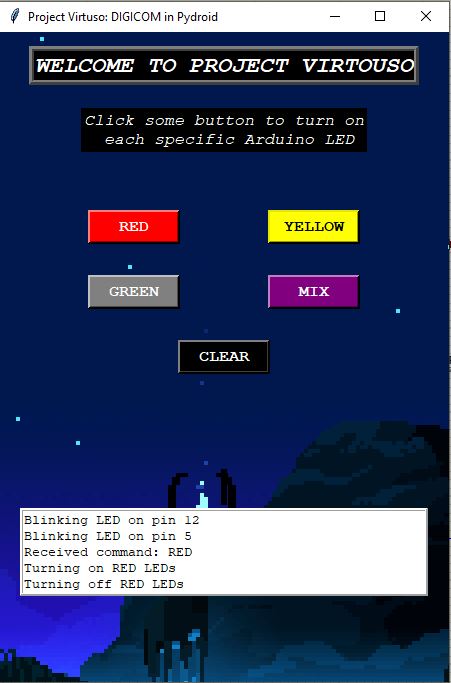 Project Virtuso: DIGICOM in Pydroid
WELCOME TO PROJECT VIRTOUSO
Click some button to turn on
each specific Arduino LED
RED
YELLOW
GREEN
MIX
CLEAR
Blinking LED on pin 12
Blinking LED on pin 5
Received command: RED
Turning on RED LEDs
Turning off RED LEDs